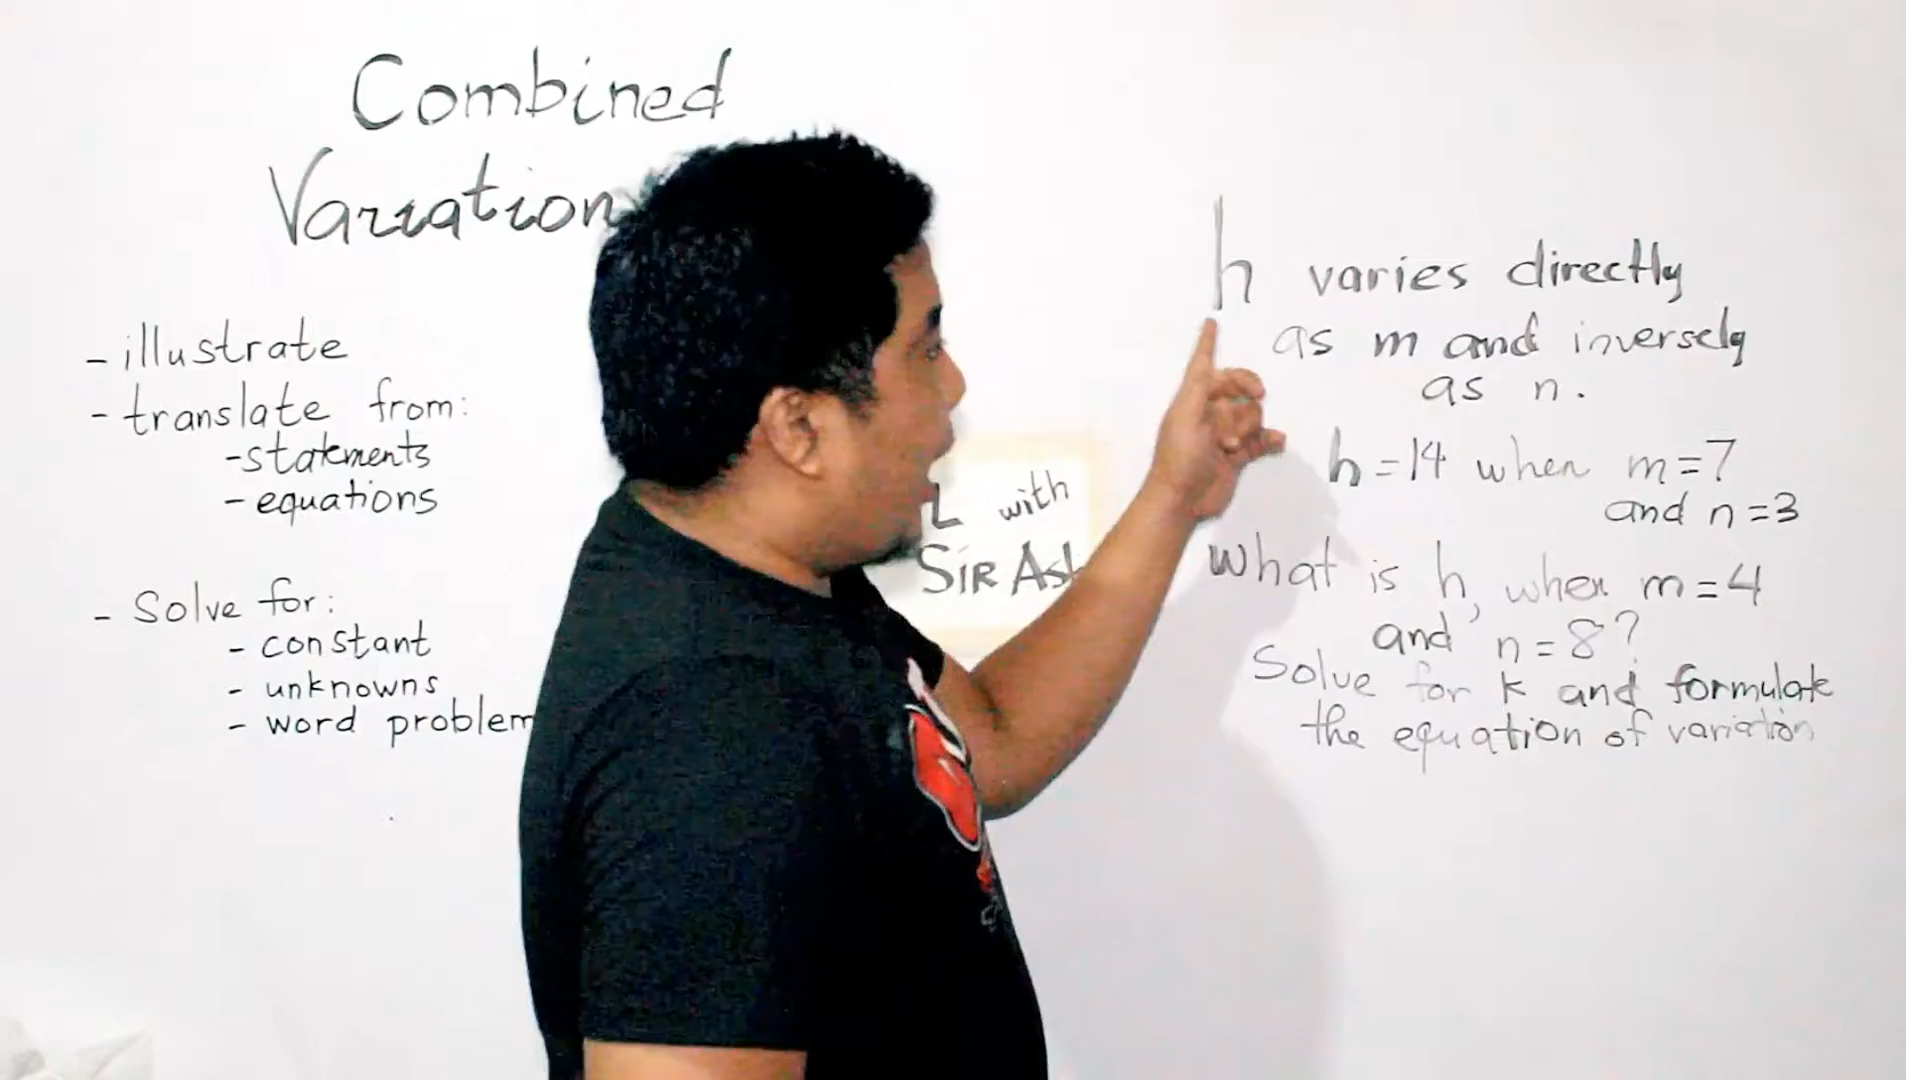 Combined
Variation
- illustrate
- translate from:
- statements
- equations
- Solve for:
- constant
- unknowns
- word problem
L with
SIR
h varies directly
as m and inversely
as n.
h = 14 when m = 7
and n = 3
What is h, when m = 4
and n = 8?
Solve for k and formulate
the equation of variation